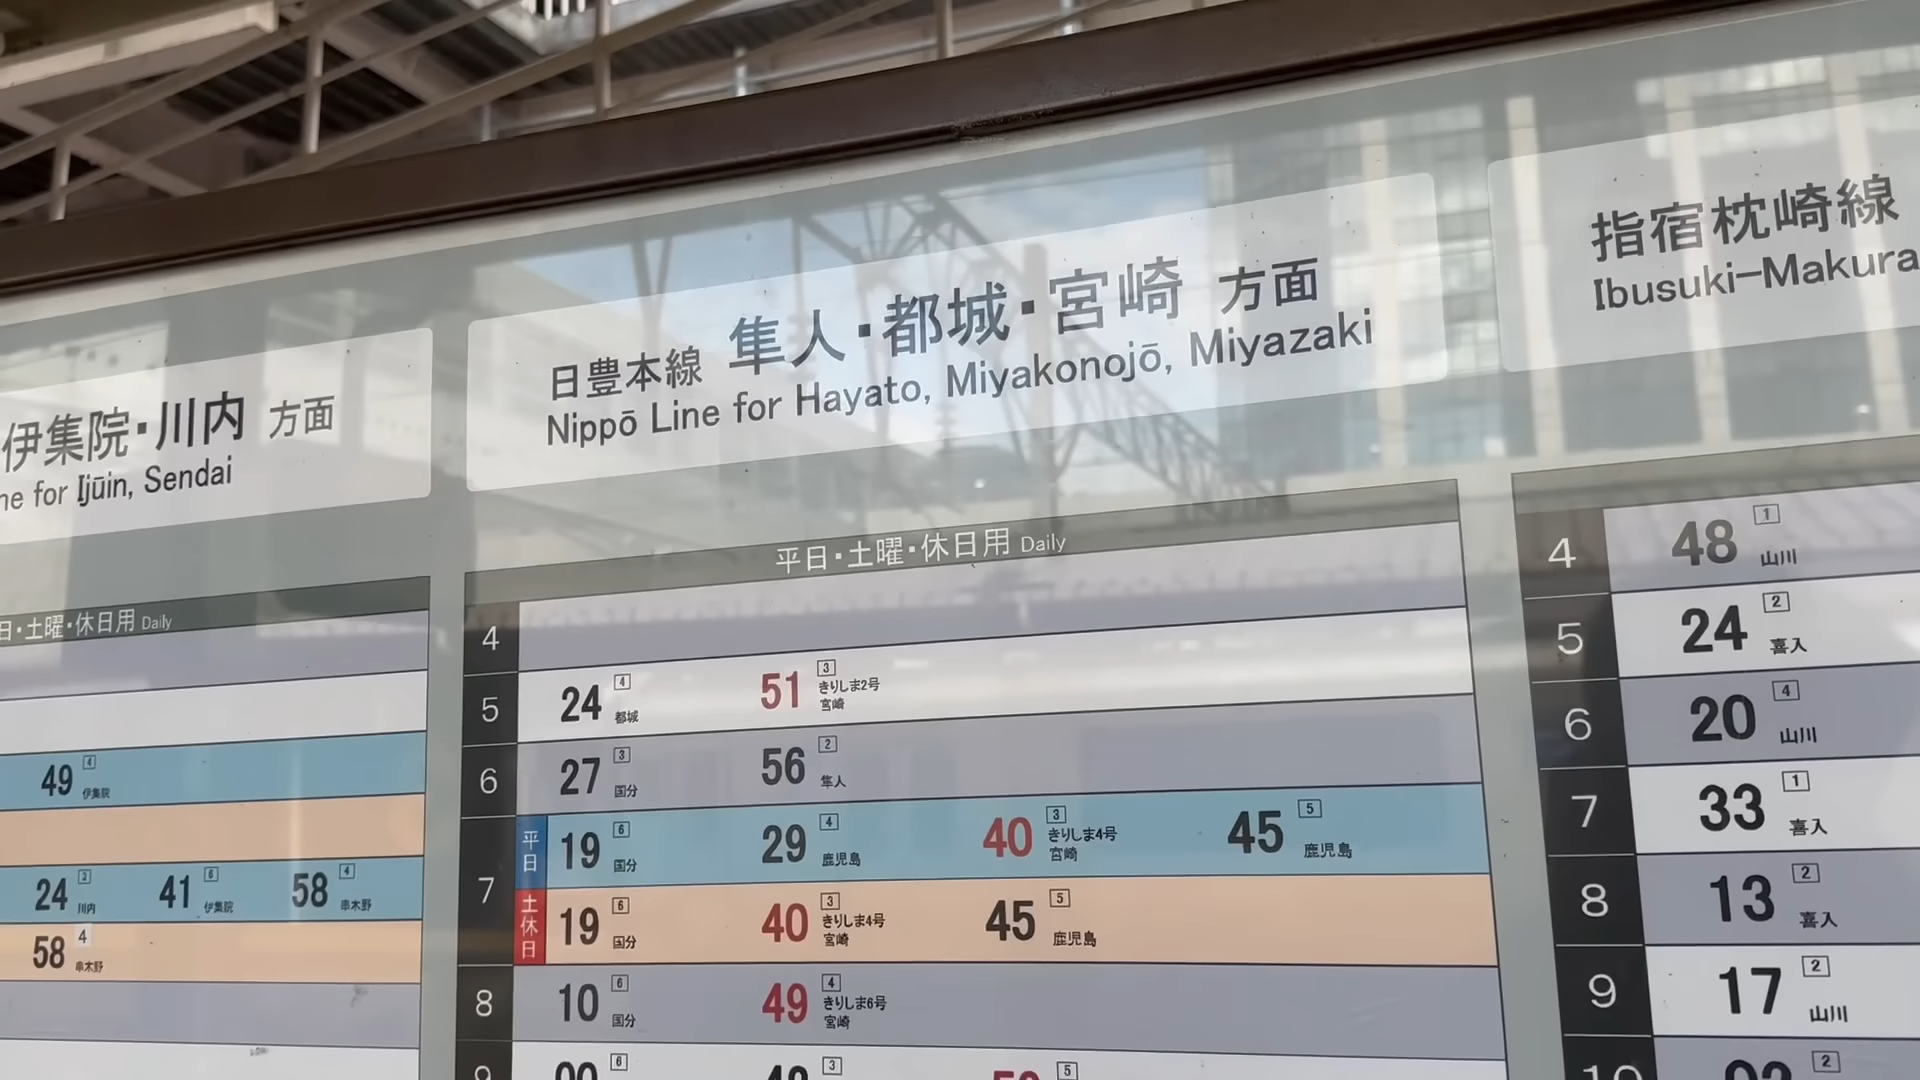 伊集院・川内 方面
ne for Ijūin, Sendai
日・土曜・休日用 Daily
49 4 伊集院
24 3 川内 41 6 伊集院 58 4 串木野
58 4 串木野
日豊本線 隼人・都城・宮崎 方面
Nippō Line for Hayato, Miyakonojō, Miyazaki
平日・土曜・休日用 Daily
4
5 24 4 都城 51 3 きりしま2号 宮崎
6 27 3 国分 56 2 隼人
7 平日 19 6 国分 29 4 鹿児島 40 3 きりしま4号 宮崎 45 5 鹿児島
土休日 19 6 国分 40 3 きりしま4号 宮崎 45 5 鹿児島
8 10 6 国分 49 4 きりしま6号 宮崎
9 6 3 5
指宿枕崎線
Ibusuki-Makura
4 48 1 山川
5 24 2 喜入
6 20 4 山川
7 33 1 喜入
8 13 2 喜入
9 17 2 山川
10 2